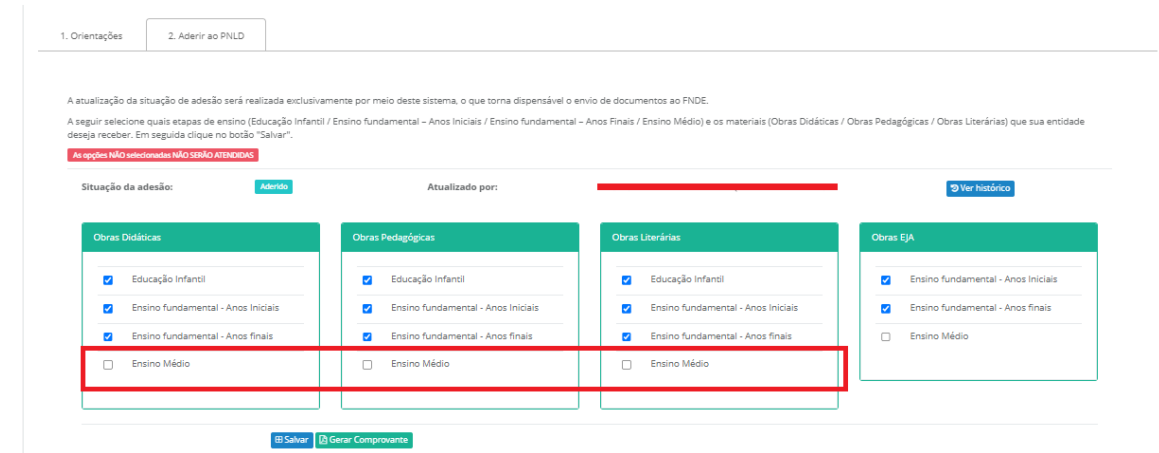 1. Orientações
2. Aderir ao PNLD
A atualização da situação de adesão será realizada exclusivamente por meio deste sistema, o que torna dispensável o envio de documentos ao FNDE.
A seguir selecione quais etapas de ensino (Educação Infantil / Ensino fundamental – Anos Iniciais / Ensino fundamental – Anos Finais / Ensino Médio) e os materiais (Obras Didáticas / Obras Pedagógicas / Obras Literárias) que sua entidade
deseja receber. Em seguida clique no botão "Salvar".
As opções NÃO selecionadas NÃO SERÃO ATENDIDAS
Situação da adesão:
Aderido
Atualizado por:
Ver histórico
Obras Didáticas
Educação Infantil
Ensino fundamental - Anos Iniciais
Ensino fundamental - Anos finais
Ensino Médio
Obras Pedagógicas
Educação Infantil
Ensino fundamental - Anos Iniciais
Ensino fundamental - Anos finais
Ensino Médio
Obras Literárias
Educação Infantil
Ensino fundamental - Anos Iniciais
Ensino fundamental - Anos finais
Ensino Médio
Obras EJA
Ensino fundamental - Anos Iniciais
Ensino fundamental - Anos finais
Ensino Médio
Salvar
Gerar Comprovante